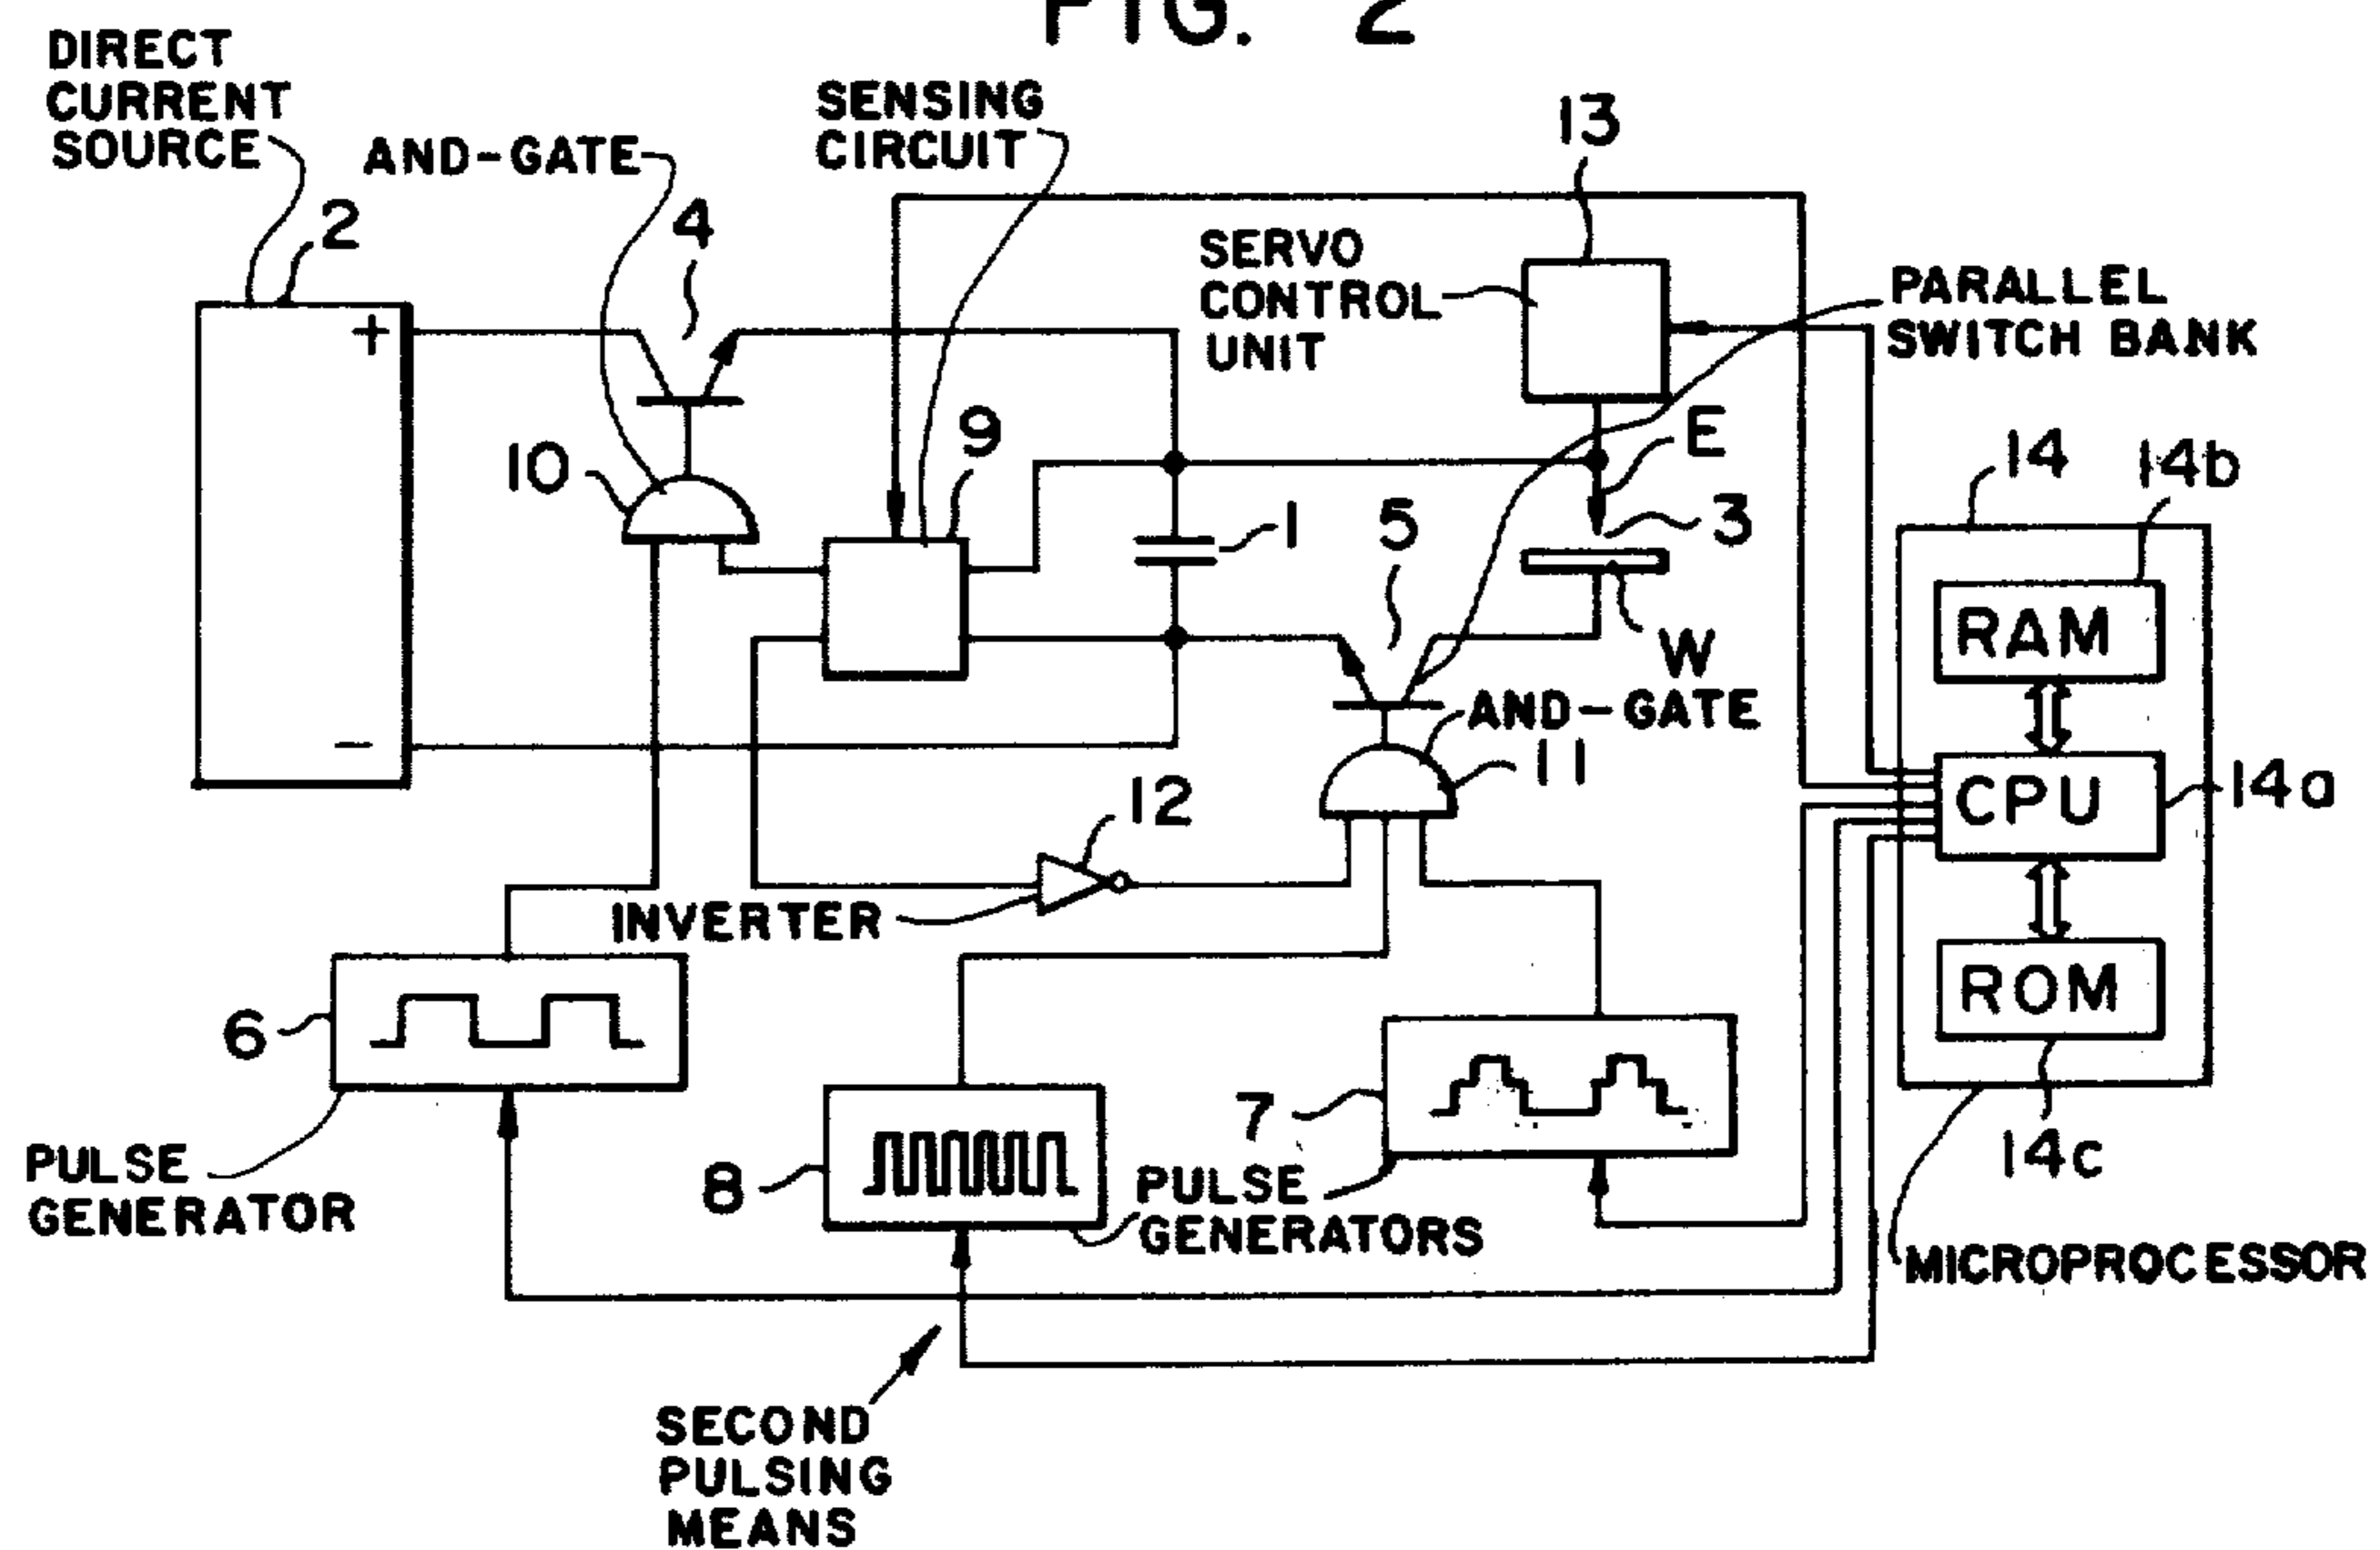 FIG. 2
DIRECT
CURRENT
SOURCE
AND-GATE
SENSING
CIRCUIT
13
2
4
SERVO
CONTROL
UNIT
PARALLEL
SWITCH BANK
+
10
9
E
14
14b
1
5
3
RAM
W
AND-GATE
11
−
12
CPU
14a
INVERTER
ROM
6
7
8
14c
PULSE
GENERATOR
PULSE
GENERATORS
MICROPROCESSOR
SECOND
PULSING
MEANS